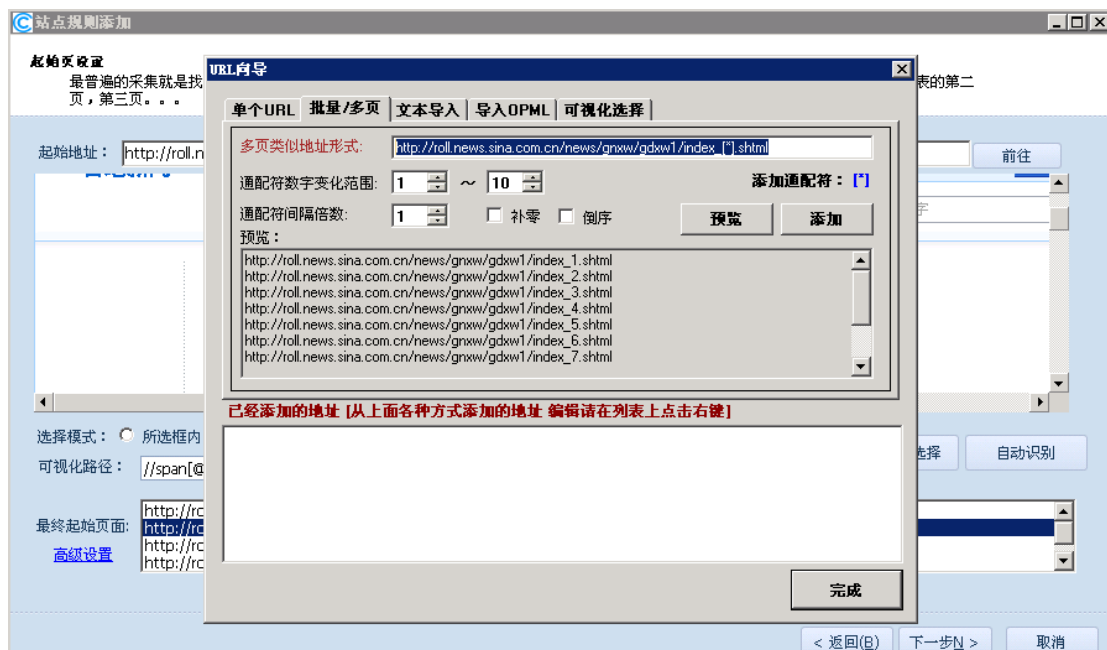 站点规则添加
起始页设置
最普遍的采集就是找
表的第二
页，第三页。。。
起始地址： http://roll.n
前往
URL向导
单个URL 批量/多页 文本导入 导入OPML 可视化选择
多页类似地址形式: http://roll.news.sina.com.cn/news/gnxw/gdxw1/index_[*].shtml
通配符数字变化范围: 1 ～ 10 添加通配符：[*]
通配符间隔倍数: 1 补零 倒序 预览 添加
字
预览：
http://roll.news.sina.com.cn/news/gnxw/gdxw1/index_1.shtml
http://roll.news.sina.com.cn/news/gnxw/gdxw1/index_2.shtml
http://roll.news.sina.com.cn/news/gnxw/gdxw1/index_3.shtml
http://roll.news.sina.com.cn/news/gnxw/gdxw1/index_4.shtml
http://roll.news.sina.com.cn/news/gnxw/gdxw1/index_5.shtml
http://roll.news.sina.com.cn/news/gnxw/gdxw1/index_6.shtml
http://roll.news.sina.com.cn/news/gnxw/gdxw1/index_7.shtml
已经添加的地址 [从上面各种方式添加的地址 编辑请在列表上点击右键]
选择模式： 所选框内
选择 自动识别
可视化路径： //span[@
最终起始页面: http://ro
http://ro
http://ro
http://ro
高级设置
完成
< 返回(B) 下一步N > 取消